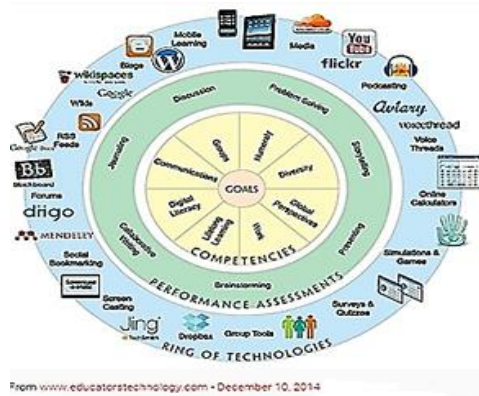 Mobile
Learning
Media
You
Tube
flickr
Podcasting
Aviary
voicethread
Voice
Threads
Online
Calculators
Simulations &
Games
Surveys &
Quizzes
Group Tools
Dropbox
Jing
Screen
Casting
Social
Bookmarking
MENDELEY
diigo
Forums
Bb
Blackboard
Google Docs
RSS
Feeds
Wikis
Google
wikispaces
Blogs
RING OF TECHNOLOGIES
Discussion
Problem Solving
Storytelling
Presenting
Brainstorming
Collaborative
Writing
Journaling
PERFORMANCE ASSESSMENTS
Groups
Diversity
Global
Perspectives
Work
Lifelong
Learning
Digital
Literacy
Communications
COMPETENCIES
GOALS
From www.educatorstechnology.com - December 10, 2014